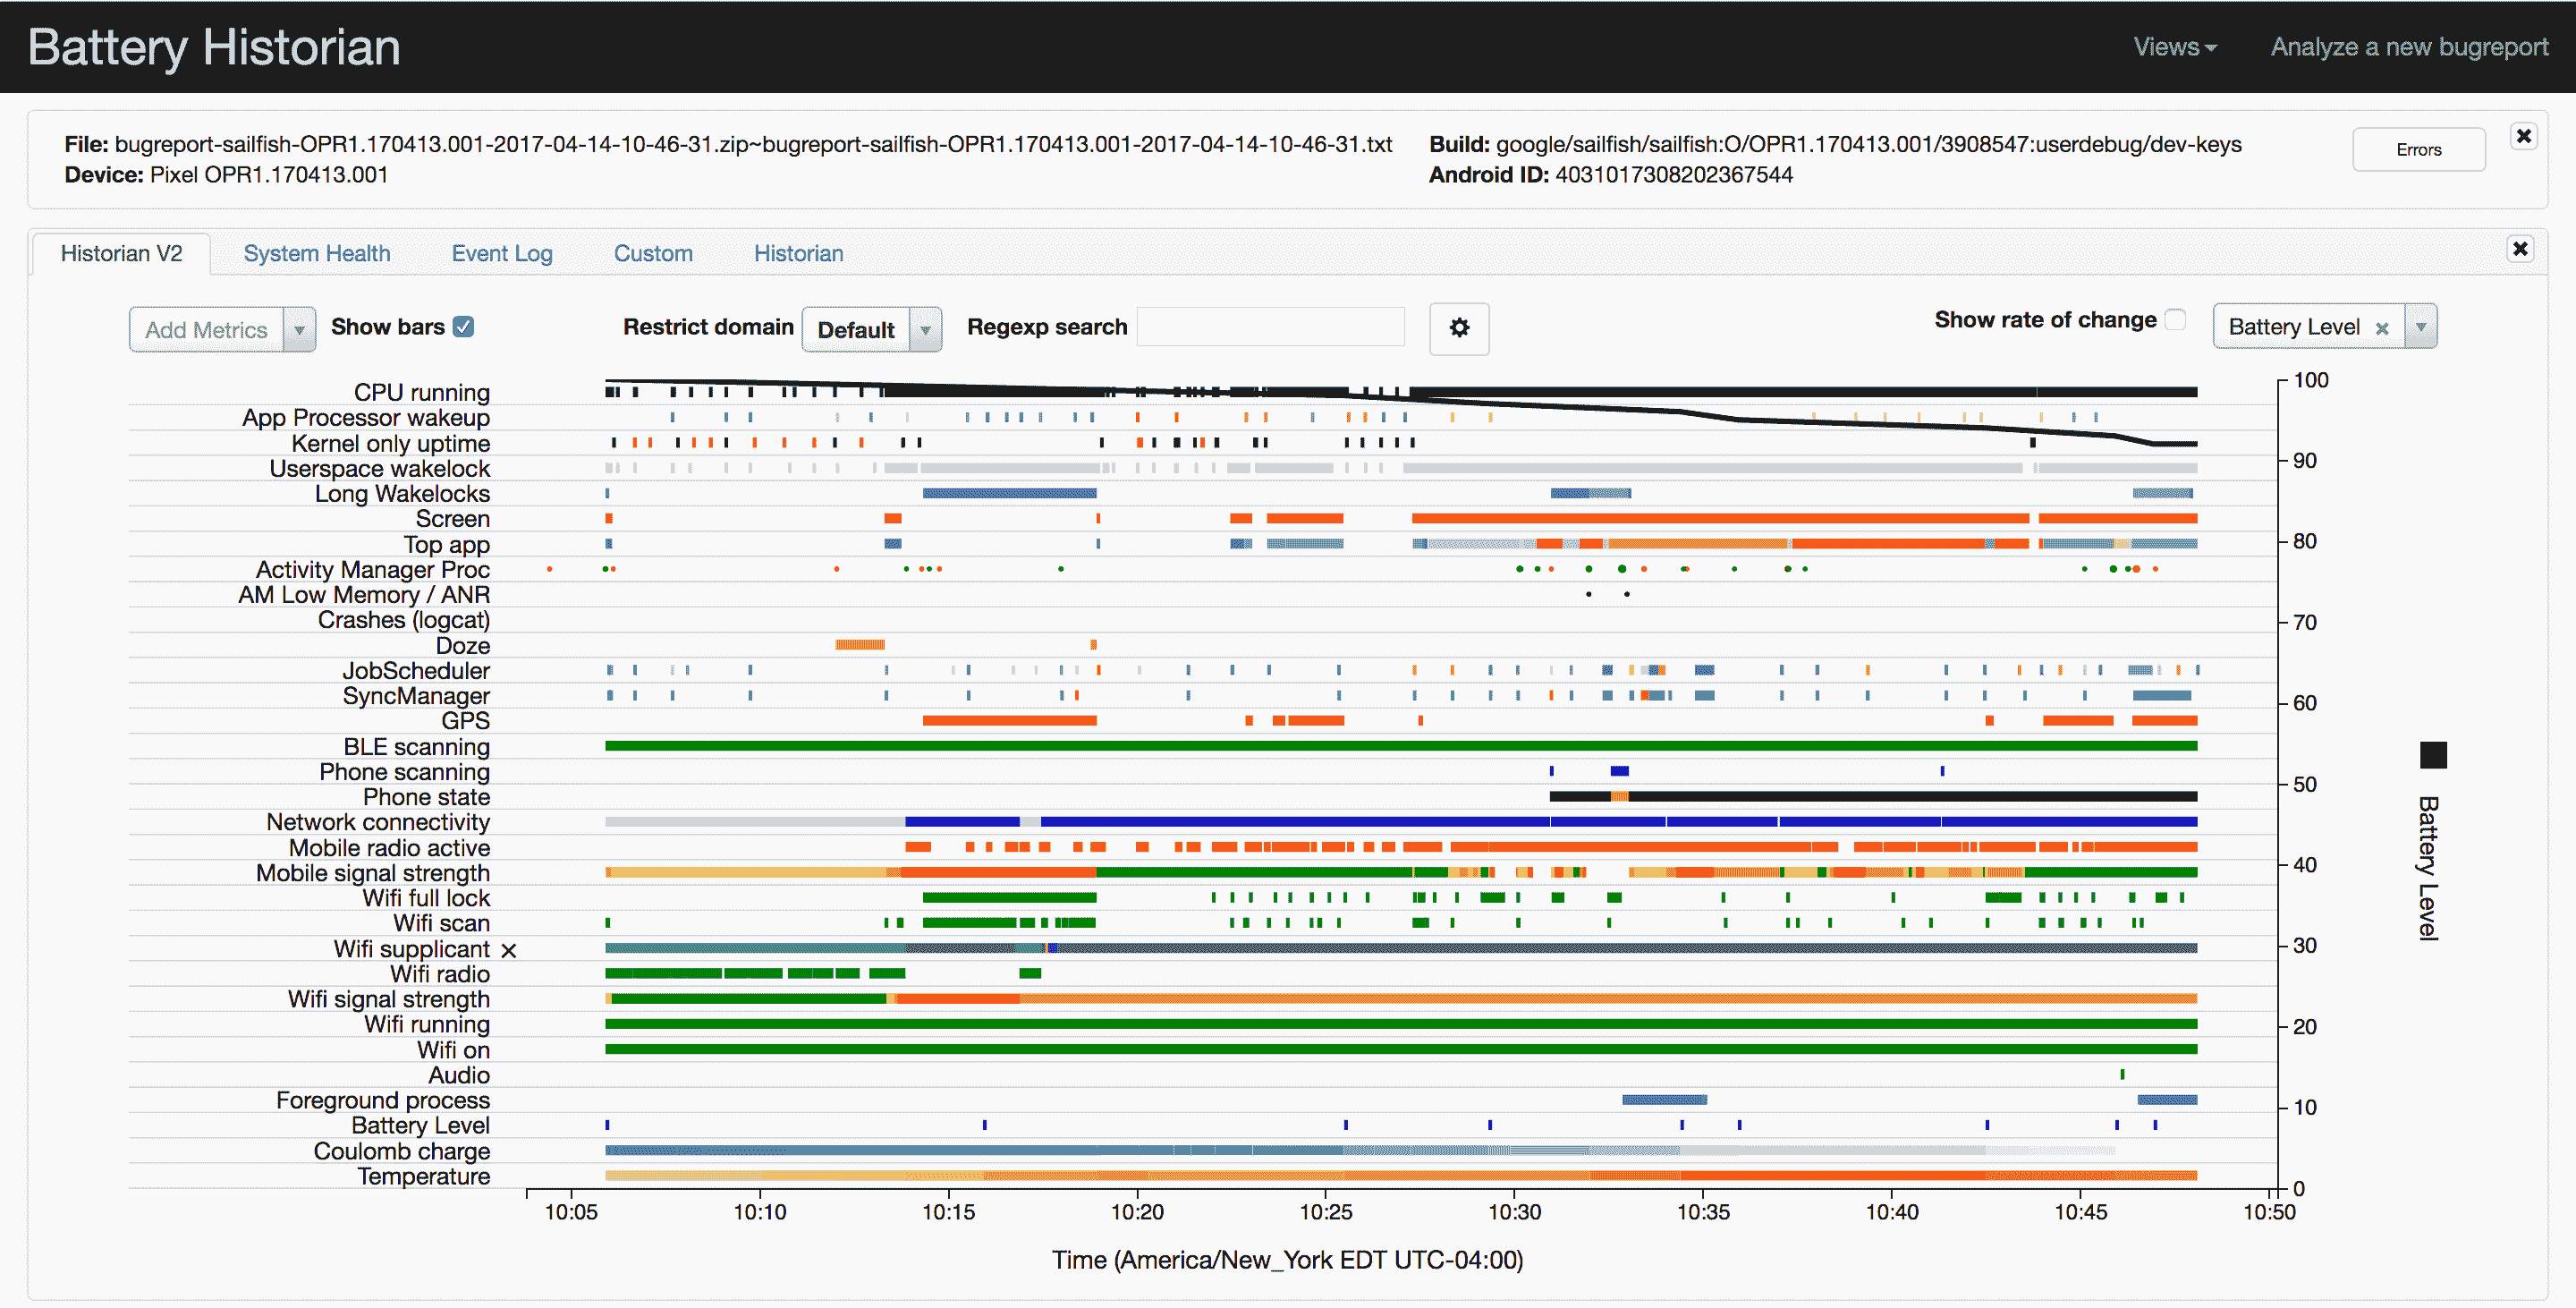 Battery Historian
Views
Analyze a new bugreport
File: bugreport-sailfish-OPR1.170413.001-2017-04-14-10-46-31.zip~bugreport-sailfish-OPR1.170413.001-2017-04-14-10-46-31.txt
Device: Pixel OPR1.170413.001
Build: google/sailfish/sailfish:O/OPR1.170413.001/3908547:userdebug/dev-keys
Android ID: 4031017308202367544
Errors
Historian V2
System Health
Event Log
Custom
Historian
Add Metrics
Show bars
Restrict domain
Default
Regexp search
Show rate of change
Battery Level
CPU running
App Processor wakeup
Kernel only uptime
Userspace wakelock
Long Wakelocks
Screen
Top app
Activity Manager Proc
AM Low Memory / ANR
Crashes (logcat)
Doze
JobScheduler
SyncManager
GPS
BLE scanning
Phone scanning
Phone state
Network connectivity
Mobile radio active
Mobile signal strength
Wifi full lock
Wifi scan
Wifi supplicant
Wifi radio
Wifi signal strength
Wifi running
Wifi on
Audio
Foreground process
Battery Level
Coulomb charge
Temperature
100
90
80
70
60
50
40
30
20
10
0
Battery Level
10:05
10:10
10:15
10:20
10:25
10:30
10:35
10:40
10:45
10:50
Time (America/New_York EDT UTC-04:00)